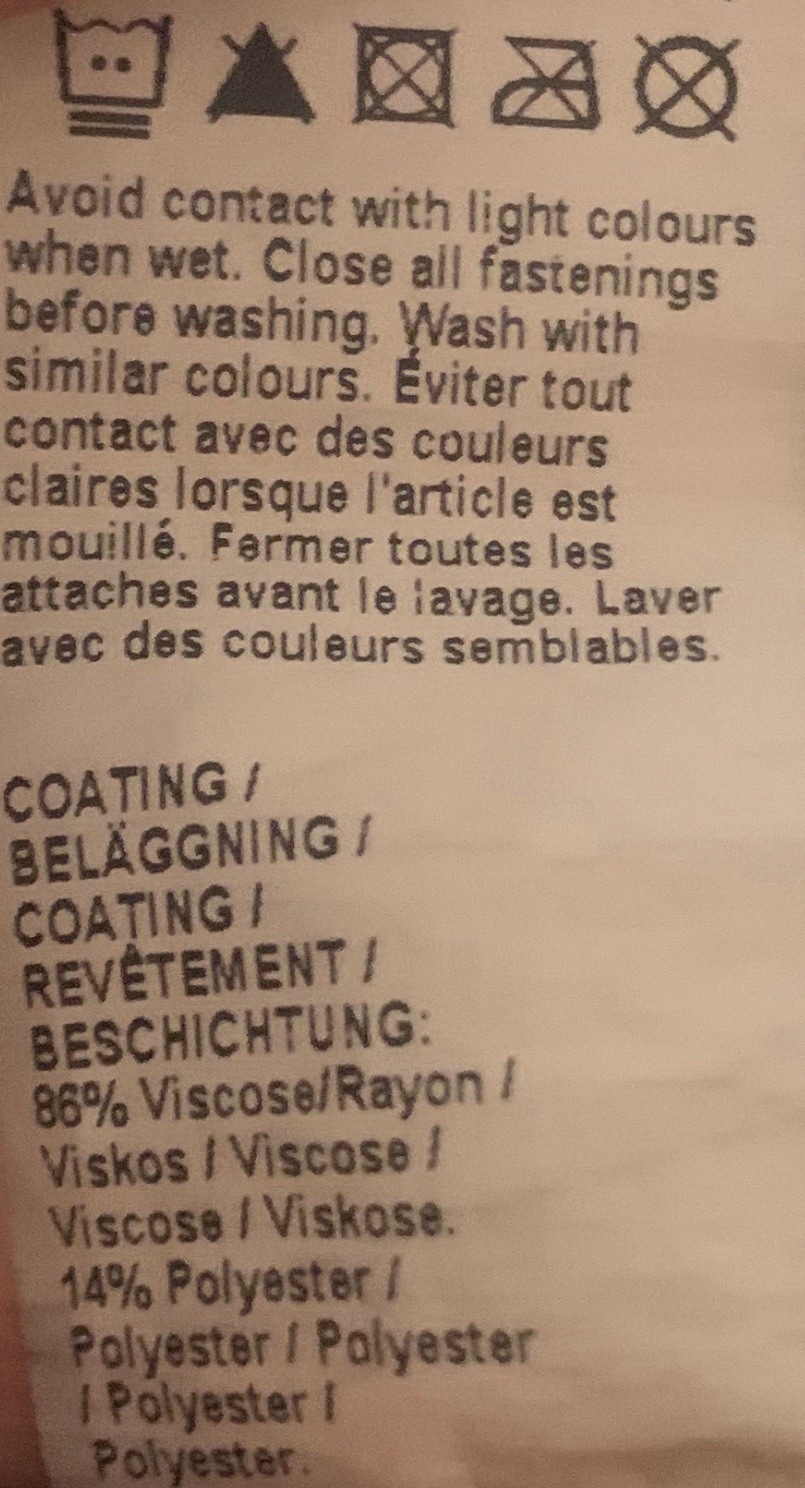 Avoid contact with light colours
when wet. Close all fastenings
before washing. Wash with
similar colours. Éviter tout
contact avec des couleurs
claires lorsque l'article est
mouillé. Fermer toutes les
attaches avant le lavage. Laver
avec des couleurs semblables.
COATING /
BELÄGGNING /
COATING /
REVÊTEMENT /
BESCHICHTUNG:
86% Viscose/Rayon /
Viskos / Viscose /
Viscose / Viskose.
14% Polyester /
Polyester / Polyester
/ Polyester /
Polyester.